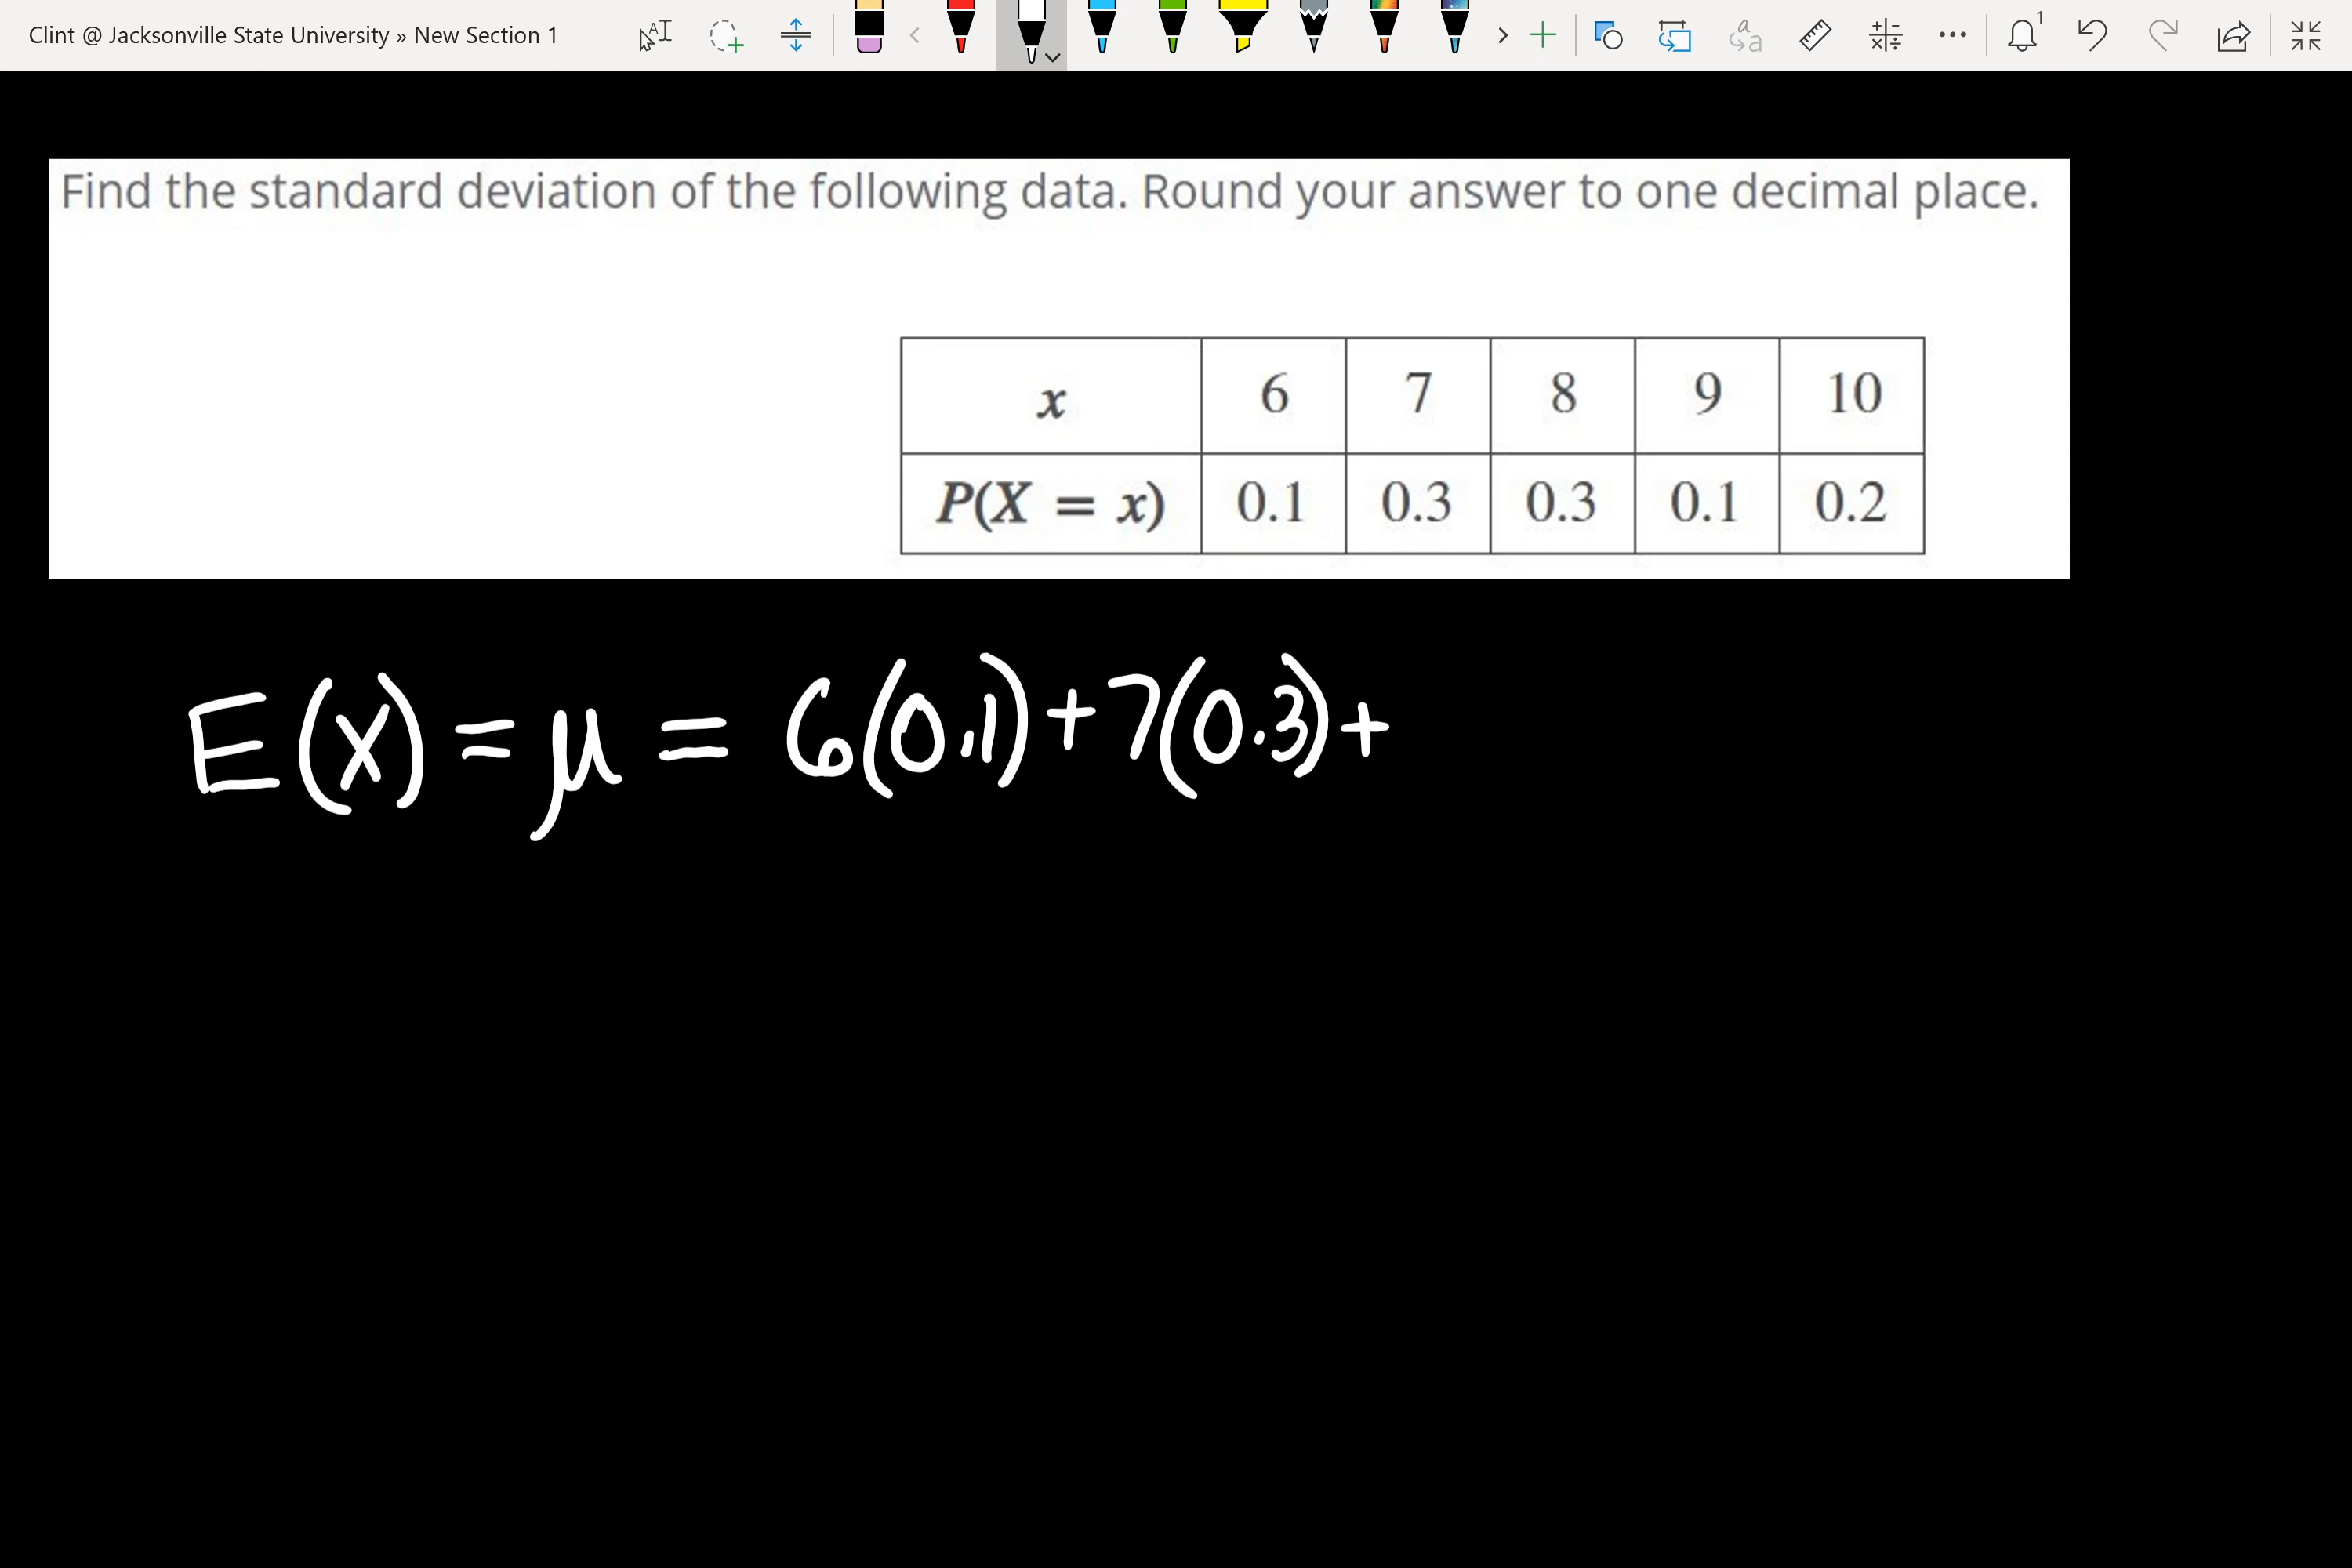 Clint @ Jacksonville State University » New Section 1
Find the standard deviation of the following data. Round your answer to one decimal place.
x 6 7 8 9 10
P(X = x) 0.1 0.3 0.3 0.1 0.2
E(X) = μ = 6(0.1) + 7(0.3) +